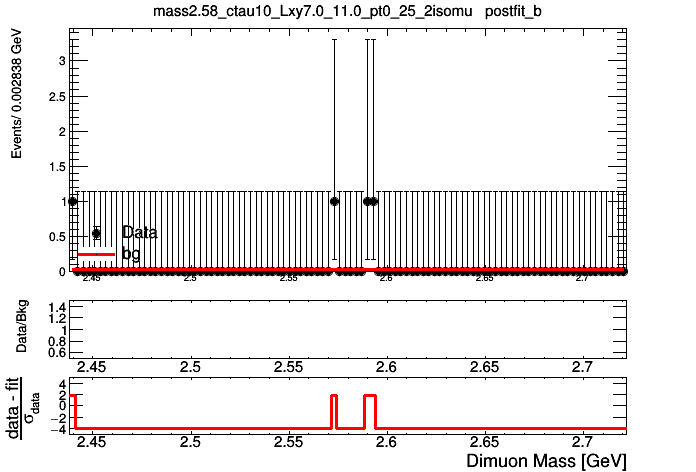 mass2.58_ctau10_Lxy7.0_11.0_pt0_25_2isomu postfit_b
Events/ 0.002838 GeV
3
2.5
2
1.5
1
0.5
0
Data
bg
2.45 2.5 2.55 2.6 2.65 2.7
Data/Bkg
1.4
1.2
1
0.8
0.6
2.45 2.5 2.55 2.6 2.65 2.7
data - fit
σdata
4
2
0
−2
−4
2.45 2.5 2.55 2.6 2.65 2.7
Dimuon Mass [GeV]